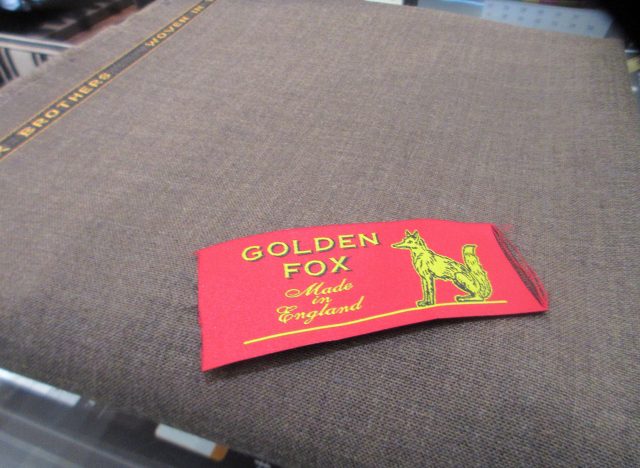 BROTHERS WOVEN IN
GOLDEN
FOX
Made
in
England